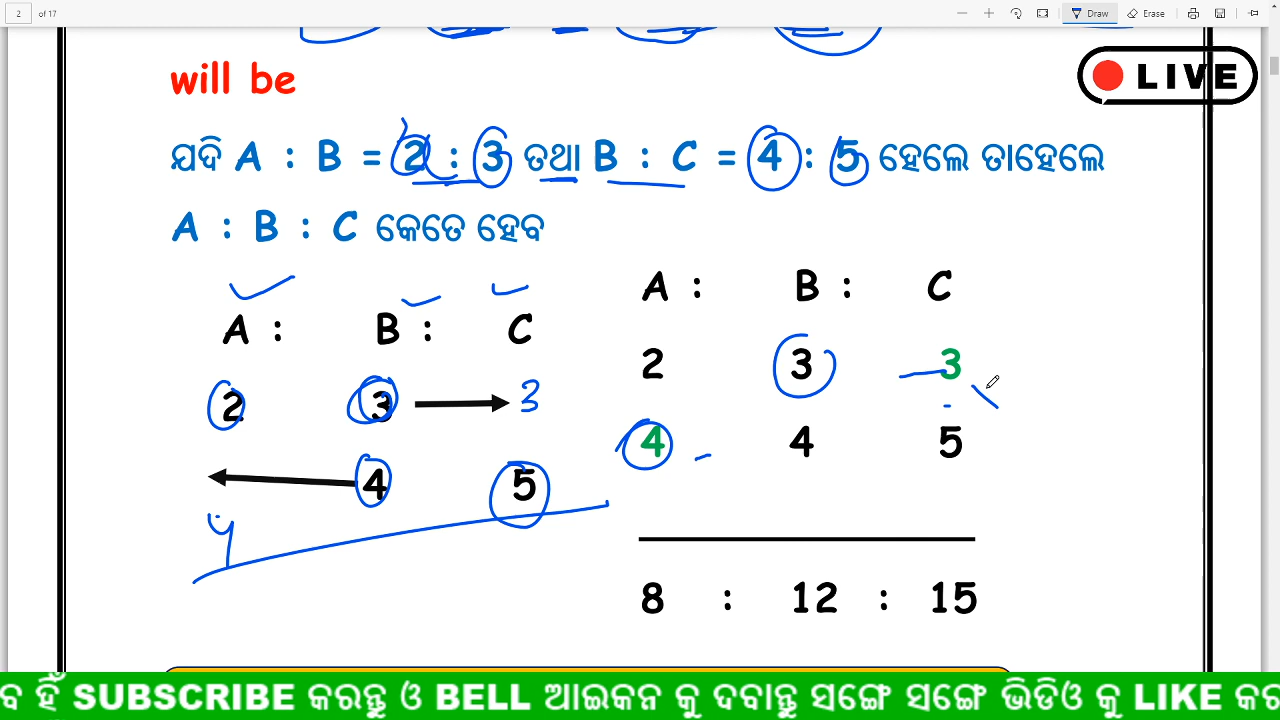 2 of 17 Draw Erase
LIVE
will be
ଯଦି A : B = 2 : 3 ତଥା B : C = 4 : 5 ହେଲେ ତାହେଲେ
A : B : C କେତେ ହେବ
A : B : C
2 3 3
4 5
4
A : B : C
2 3 3
4 4 5
8 : 12 : 15
ବ ହିଁ SUBSCRIBE କରନ୍ତୁ ଓ BELL ଆଇକନ କୁ ଦବାନ୍ତୁ ସଙ୍ଗେ ସଙ୍ଗେ ଭିଡିଓ କୁ LIKE କର